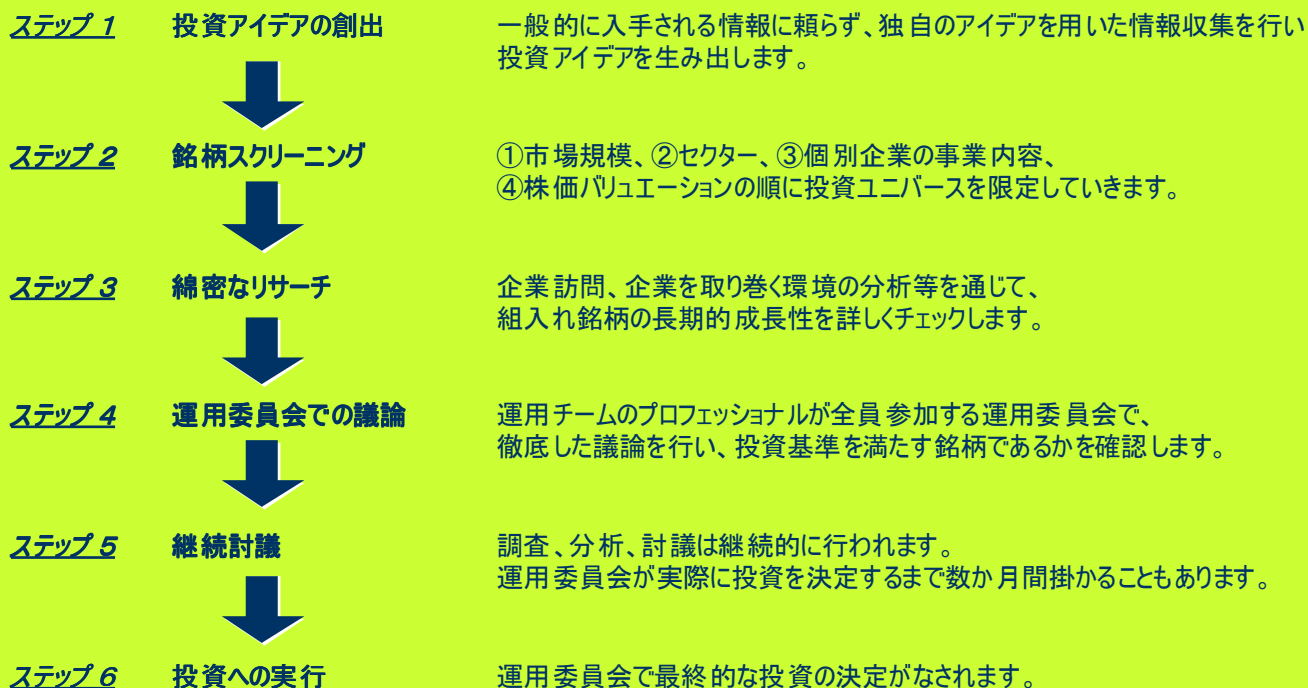 ステップ 1 投資アイデアの創出 一般的に入手される情報に頼らず、独自のアイデアを用いた情報収集を行い
投資アイデアを生み出します。
ステップ 2 銘柄スクリーニング ①市場規模、②セクター、③個別企業の事業内容、
④株価バリュエーションの順に投資ユニバースを限定していきます。
ステップ 3 綿密なリサーチ 企業訪問、企業を取り巻く環境の分析等を通じて、
組入れ銘柄の長期的成長性を詳しくチェックします。
ステップ 4 運用委員会での議論 運用チームのプロフェッショナルが全員参加する運用委員会で、
徹底した議論を行い、投資基準を満たす銘柄であるかを確認します。
ステップ 5 継続討議 調査、分析、討議は継続的に行われます。
運用委員会が実際に投資を決定するまで数か月間掛かることもあります。
ステップ 6 投資への実行 運用委員会で最終的な投資の決定がなされます。